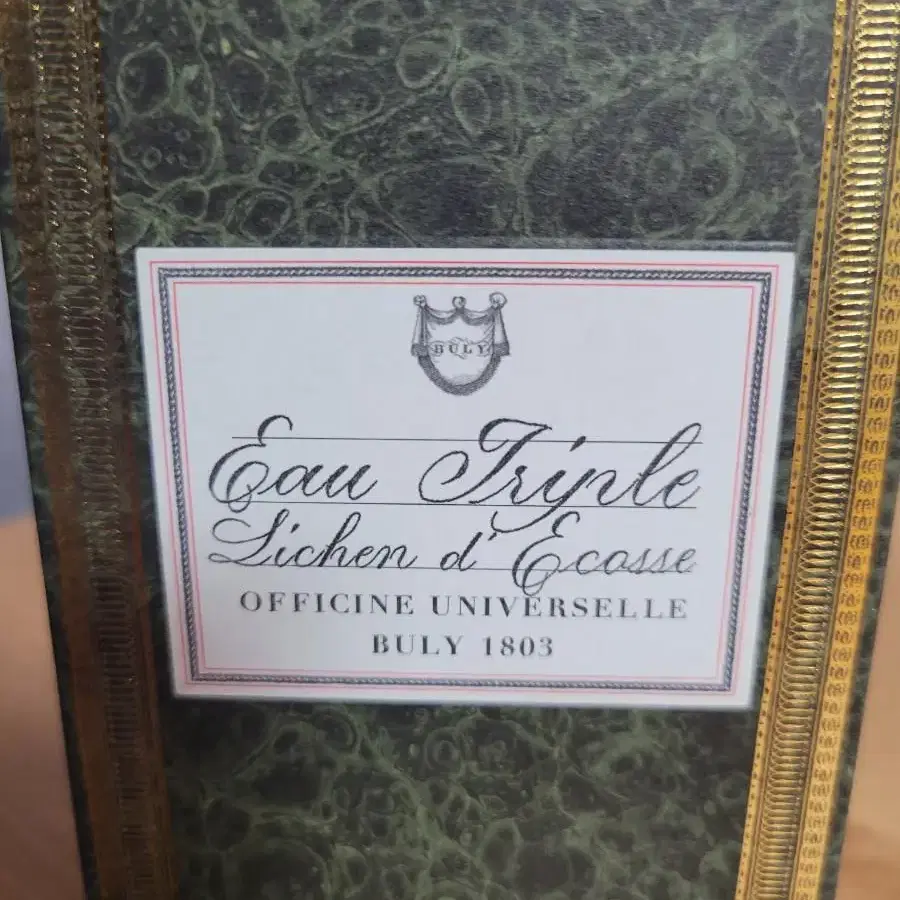 BULY
Eau Triple
Lichen d'Ecosse
OFFICINE UNIVERSELLE
BULY 1803